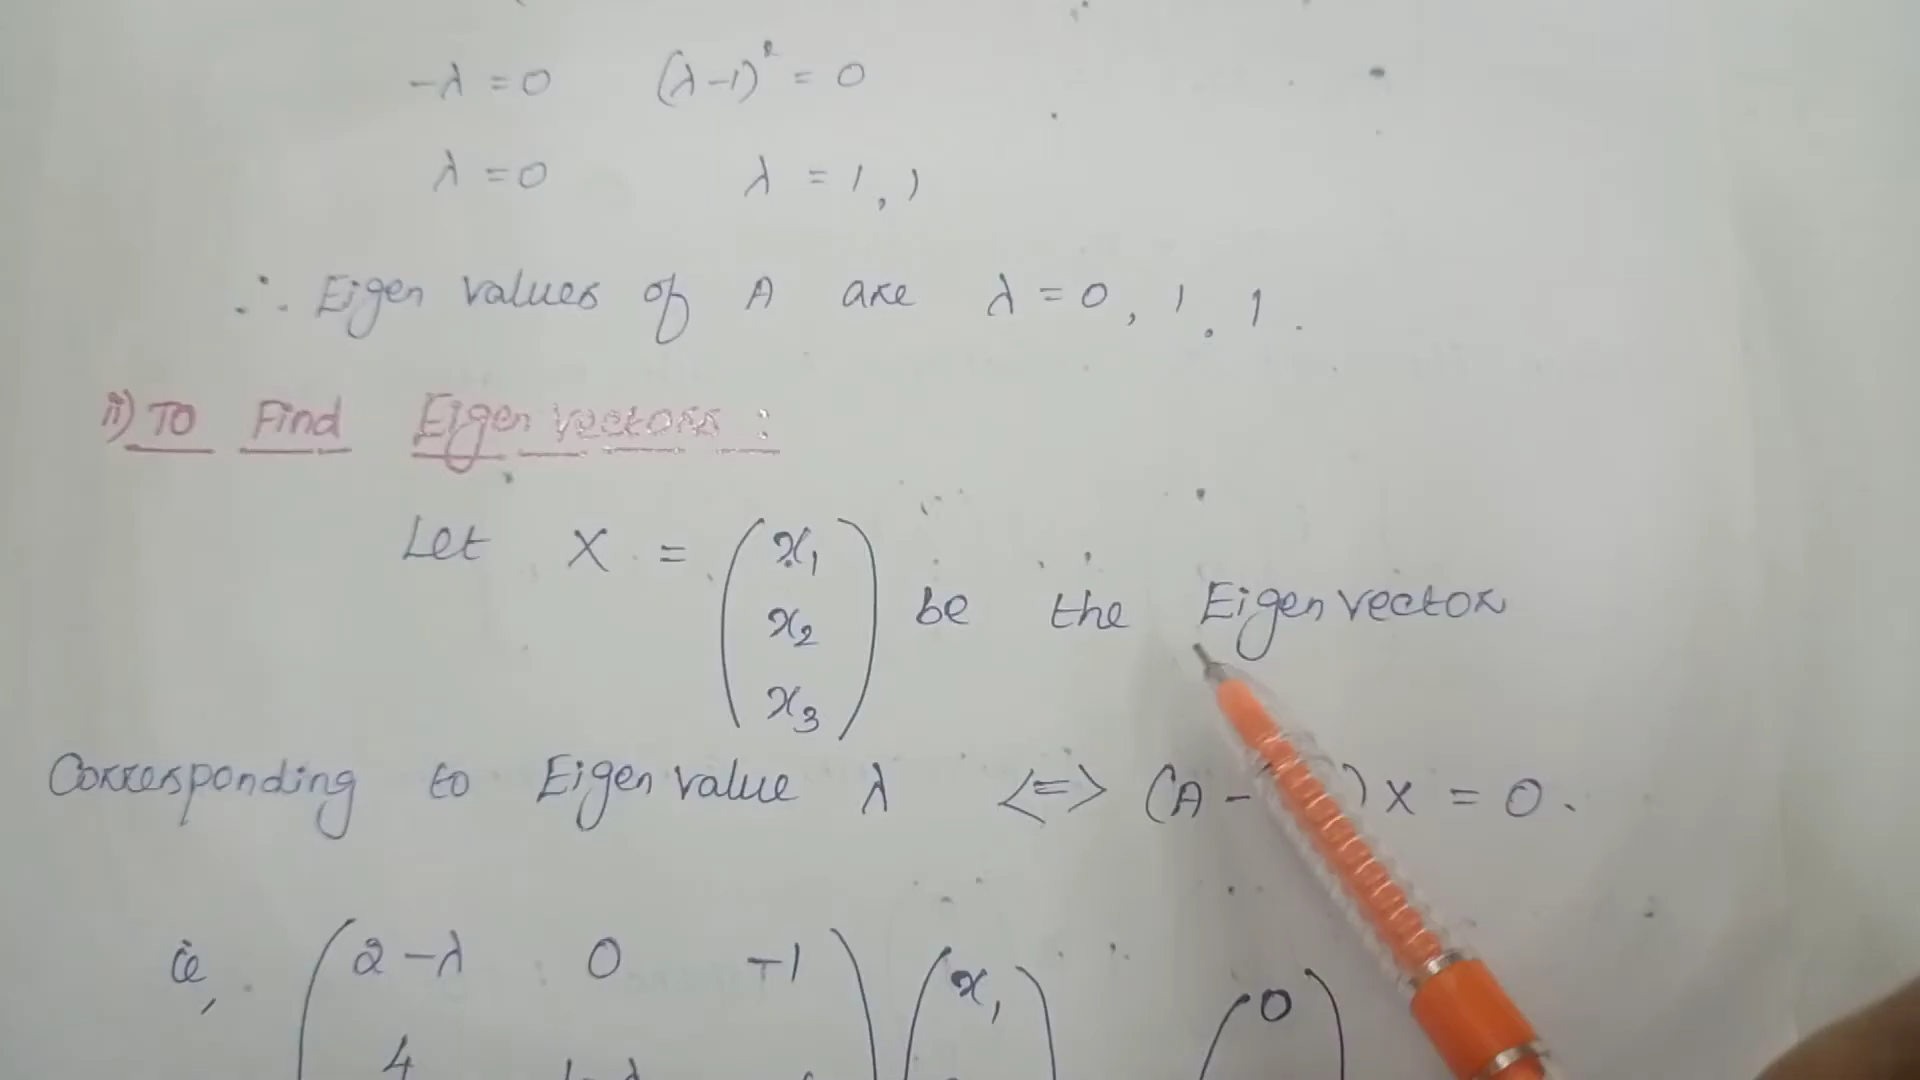 -λ = 0 (λ-1)² = 0
λ = 0 λ = 1, 1
∴ Eigen values of A are λ = 0, 1, 1.
ii) To Find Eigen vectors:
Let X = (x₁ x₂ x₃) be the Eigen vector
Corresponding to Eigen value λ <=> (A - ) X = 0.
ie, (2-λ 0 -1) (x₁) (0)
4